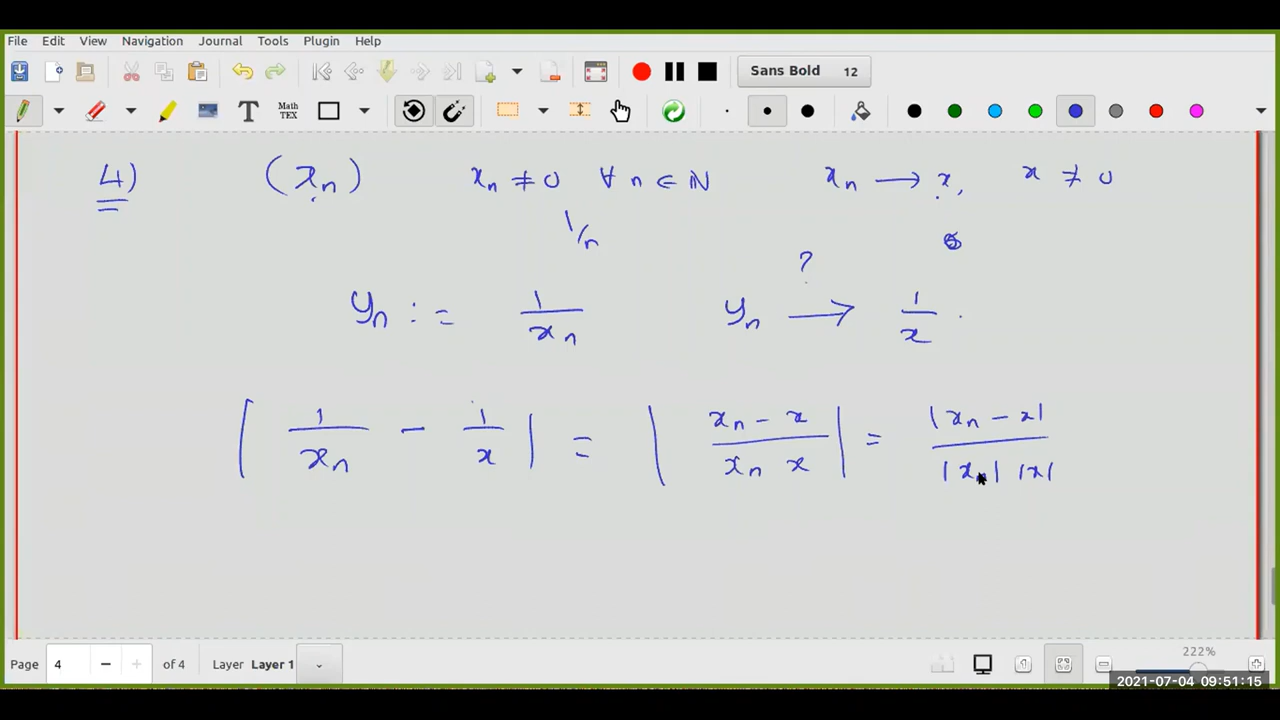 File Edit View Navigation Journal Tools Plugin Help
Sans Bold 12
T Math TEX
4) (xₙ) xₙ ≠ 0 ∀ n ∈ ℕ xₙ → x, x ≠ 0
1/n
?
yₙ := 1/xₙ yₙ → 1/x .
| 1/xₙ − 1/x | = | (xₙ − x)/(xₙ x) | = |xₙ − x| / (|xₙ| |x|)
222%
Page 4 of 4 Layer Layer 1
2021-07-04 09:51:15